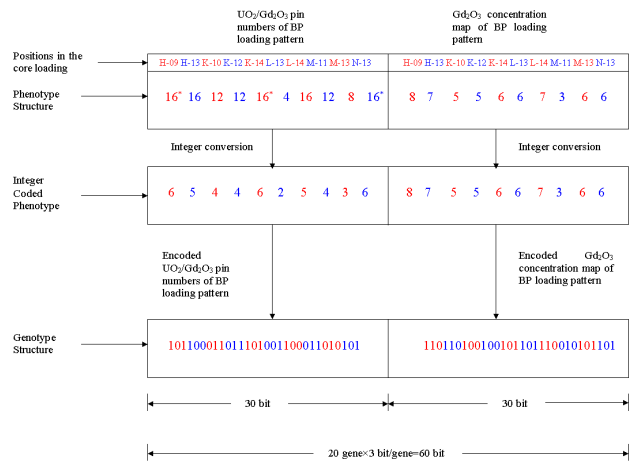 UO₂/Gd₂O₃ pin
numbers of BP
loading pattern
Gd₂O₃ concentration
map of BP loading
pattern
Positions in the
core loading
H-09 H-13 K-10 K-12 K-14 L-13 L-14 M-11 M-13 N-13
H-09 H-13 K-10 K-12 K-14 L-13 L-14 M-11 M-13 N-13
Phenotype
Structure
16* 16 12 12 16* 4 16 12 8 16*
8 7 5 5 6 6 7 3 6 6
Integer conversion
Integer conversion
Integer
Coded
Phenotype
6 5 4 4 6 2 5 4 3 6
8 7 5 5 6 6 7 3 6 6
Encoded
UO₂/Gd₂O₃ pin
numbers of BP
loading pattern
Encoded Gd₂O₃
concentration map of
BP loading pattern
Genotype
Structure
101100011011101001100011010101
110110100100101101110010101101
30 bit
30 bit
20 gene×3 bit/gene=60 bit